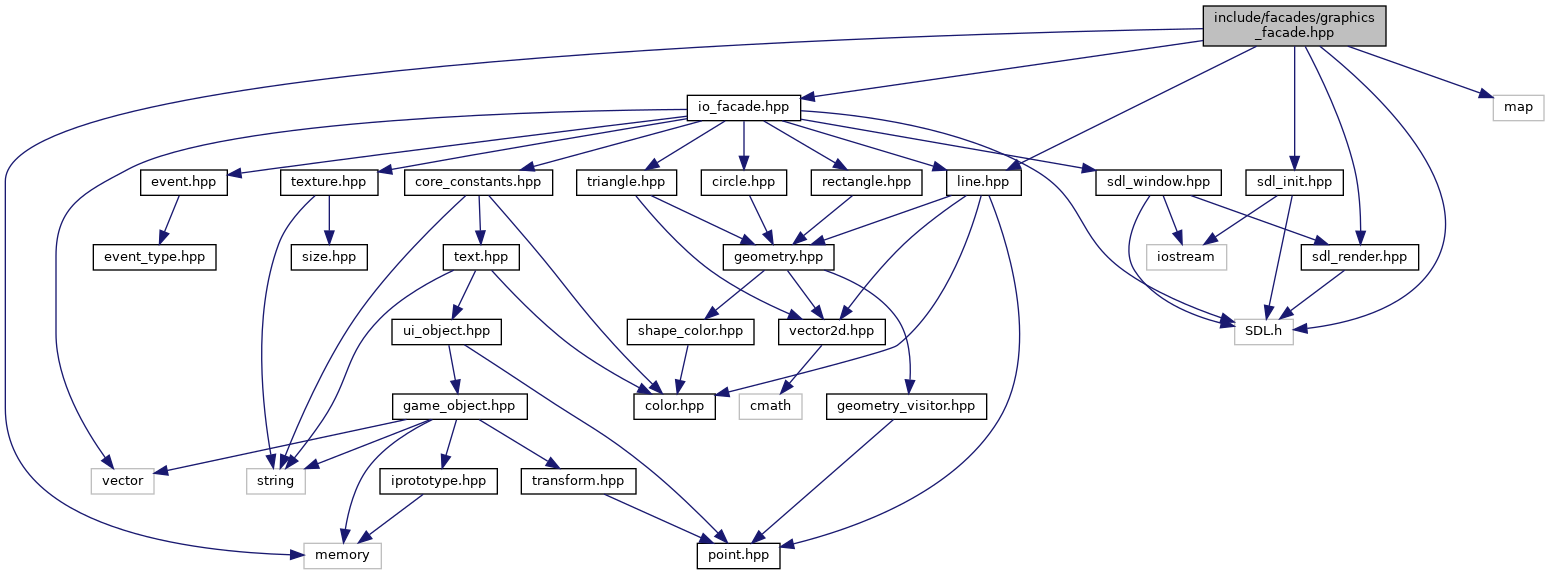 include/facades/graphics
_facade.hpp
io_facade.hpp
map
event.hpp
texture.hpp
core_constants.hpp
triangle.hpp
circle.hpp
rectangle.hpp
line.hpp
sdl_window.hpp
sdl_init.hpp
event_type.hpp
size.hpp
text.hpp
geometry.hpp
iostream
sdl_render.hpp
ui_object.hpp
shape_color.hpp
vector2d.hpp
SDL.h
game_object.hpp
color.hpp
cmath
geometry_visitor.hpp
vector
string
iprototype.hpp
transform.hpp
memory
point.hpp